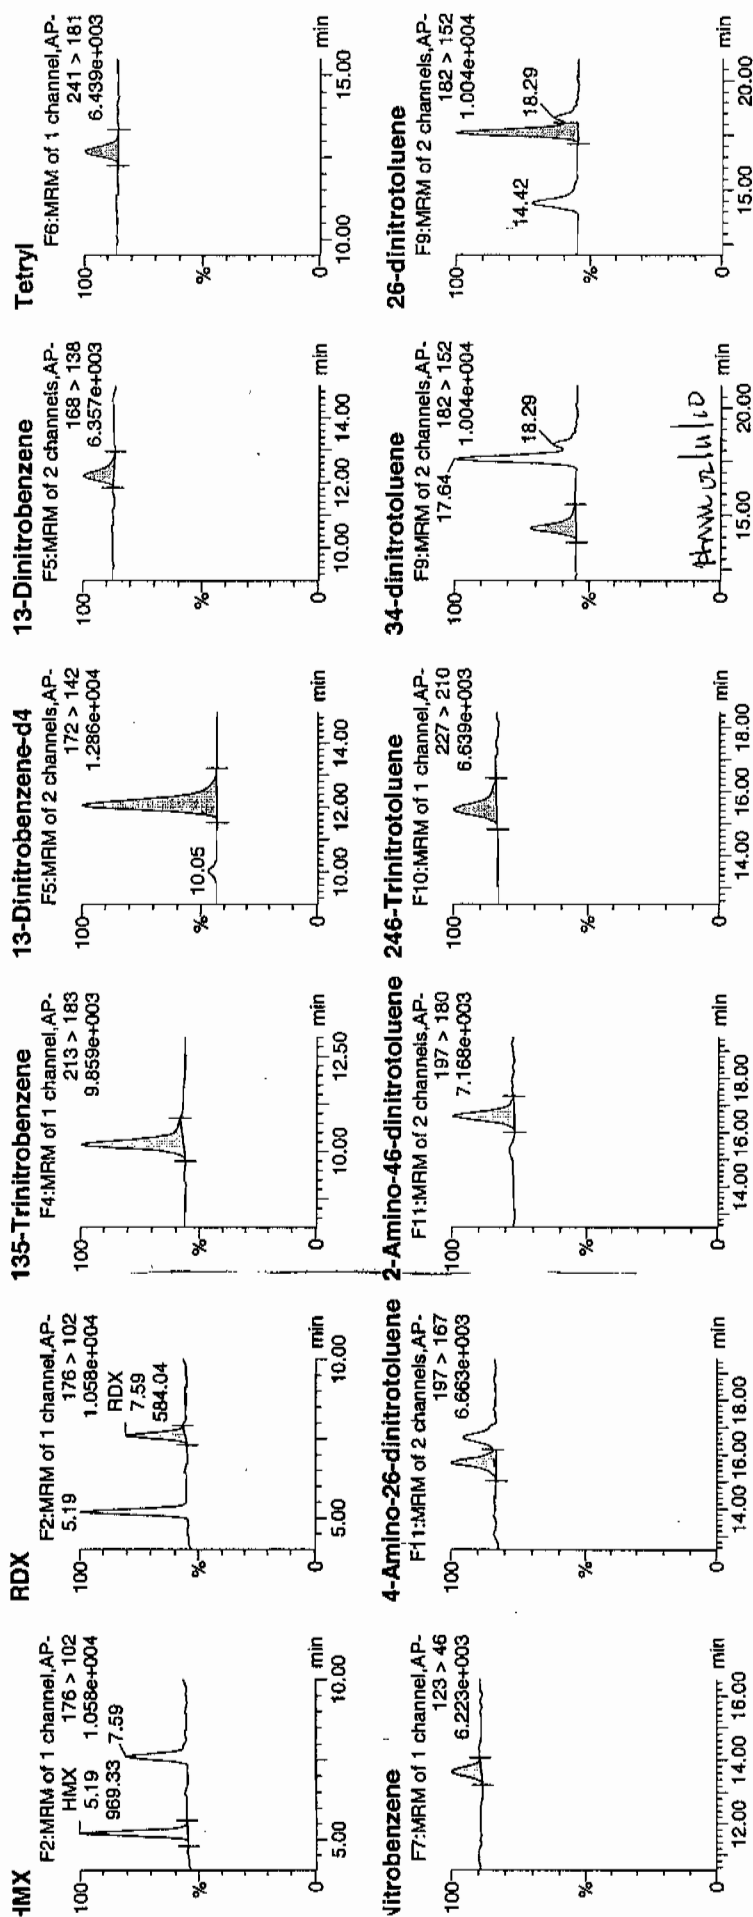 HMX
F2:MRM of 1 channel,AP-
176 > 102
1.058e+004
HMX
5.19
969.33
7.59
100
%
0
5.00
10.00
min
RDX
F2:MRM of 1 channel,AP-
176 > 102
1.058e+004
5.19
RDX
7.59
584.04
100
%
0
5.00
10.00
min
135-Trinitrobenzene
F4:MRM of 1 channel,AP-
213 > 183
9.859e+003
100
%
0
10.00
12.50
min
13-Dinitrobenzene-d4
F5:MRM of 2 channels,AP-
172 > 142
1.286e+004
10.05
100
%
0
10.00
12.00
14.00
min
13-Dinitrobenzene
F5:MRM of 2 channels,AP-
168 > 138
6.357e+003
100
%
0
10.00
12.00
14.00
min
Tetryl
F6:MRM of 1 channel,AP-
241 > 181
6.439e+003
100
%
0
10.00
15.00
min
Nitrobenzene
F7:MRM of 1 channel,AP-
123 > 46
6.223e+003
100
%
0
12.00
14.00
16.00
min
4-Amino-26-dinitrotoluene
F11:MRM of 2 channels,AP-
197 > 167
6.663e+003
100
%
0
14.00
16.00
18.00
min
2-Amino-46-dinitrotoluene
F11:MRM of 2 channels,AP-
197 > 180
7.168e+003
100
%
0
14.00
16.00
18.00
min
246-Trinitrotoluene
F10:MRM of 1 channel,AP-
227 > 210
6.639e+003
100
%
0
14.00
16.00
18.00
min
34-dinitrotoluene
F9:MRM of 2 channels,AP-
182 > 152
1.004e+004
17.64
18.29
100
%
0
15.00
20.00
min
26-dinitrotoluene
F9:MRM of 2 channels,AP-
182 > 152
1.004e+004
14.42
18.29
100
%
0
15.00
20.00
min